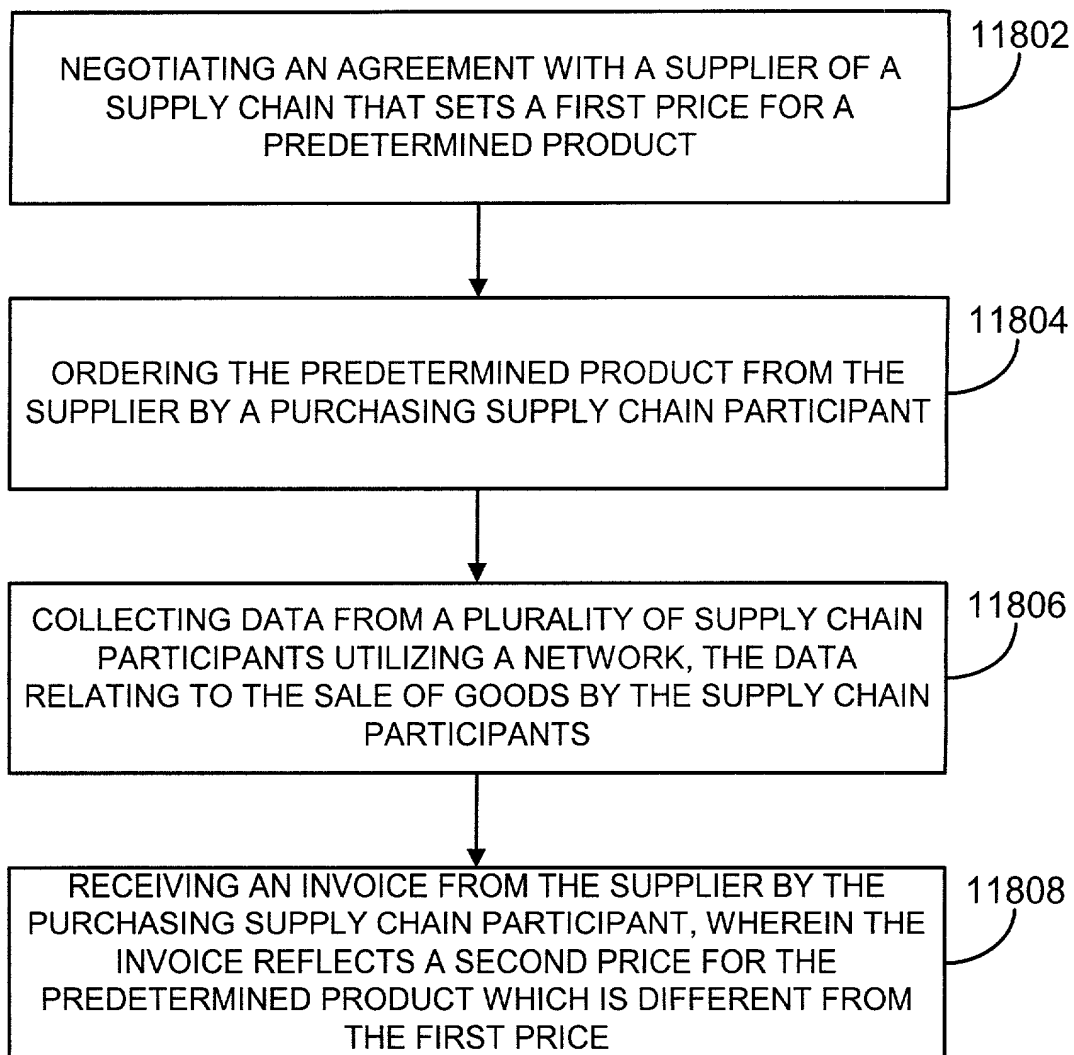 11802
NEGOTIATING AN AGREEMENT WITH A SUPPLIER OF A
SUPPLY CHAIN THAT SETS A FIRST PRICE FOR A
PREDETERMINED PRODUCT
11804
ORDERING THE PREDETERMINED PRODUCT FROM THE
SUPPLIER BY A PURCHASING SUPPLY CHAIN PARTICIPANT
11806
COLLECTING DATA FROM A PLURALITY OF SUPPLY CHAIN
PARTICIPANTS UTILIZING A NETWORK, THE DATA
RELATING TO THE SALE OF GOODS BY THE SUPPLY CHAIN
PARTICIPANTS
11808
RECEIVING AN INVOICE FROM THE SUPPLIER BY THE
PURCHASING SUPPLY CHAIN PARTICIPANT, WHEREIN THE
INVOICE REFLECTS A SECOND PRICE FOR THE
PREDETERMINED PRODUCT WHICH IS DIFFERENT FROM
THE FIRST PRICE